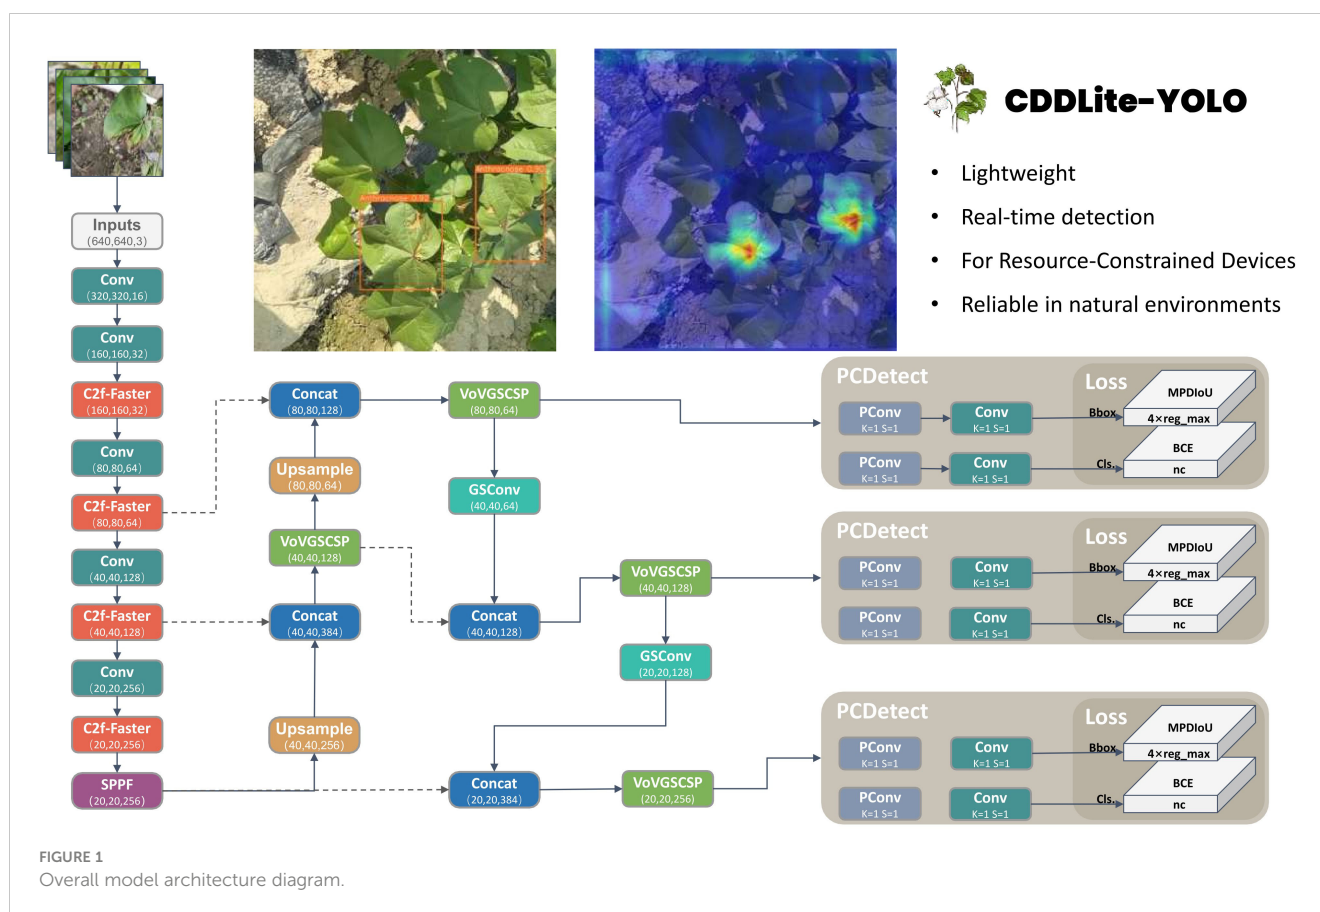 Inputs
(640,640,3)
Conv
(320,320,16)
Conv
(160,160,32)
C2f-Faster
(160,160,32)
Conv
(80,80,64)
C2f-Faster
(80,80,64)
Conv
(40,40,128)
C2f-Faster
(40,40,128)
Conv
(20,20,256)
C2f-Faster
(20,20,256)
SPPF
(20,20,256)
Anthracnose 0.92
Anthracnose 0.90
CDDLite-YOLO
• Lightweight
• Real-time detection
• For Resource-Constrained Devices
• Reliable in natural environments
Concat
(80,80,128)
Upsample
(80,80,64)
VoVGSCSP
(40,40,128)
Concat
(40,40,384)
Upsample
(40,40,256)
VoVGSCSP
(80,80,64)
GSConv
(40,40,64)
Concat
(40,40,128)
VoVGSCSP
(40,40,128)
GSConv
(20,20,128)
Concat
(20,20,384)
VoVGSCSP
(20,20,256)
PCDetect
Loss
PConv
K=1 S=1
Conv
K=1 S=1
Bbox
MPDIoU
4×reg_max
PConv
K=1 S=1
Conv
K=1 S=1
Cls.
BCE
nc
PCDetect
Loss
PConv
K=1 S=1
Conv
K=1 S=1
Bbox
MPDIoU
4×reg_max
PConv
K=1 S=1
Conv
K=1 S=1
Cls.
BCE
nc
PCDetect
Loss
PConv
K=1 S=1
Conv
K=1 S=1
Bbox
MPDIoU
4×reg_max
PConv
K=1 S=1
Conv
K=1 S=1
Cls.
BCE
nc
FIGURE 1
Overall model architecture diagram.